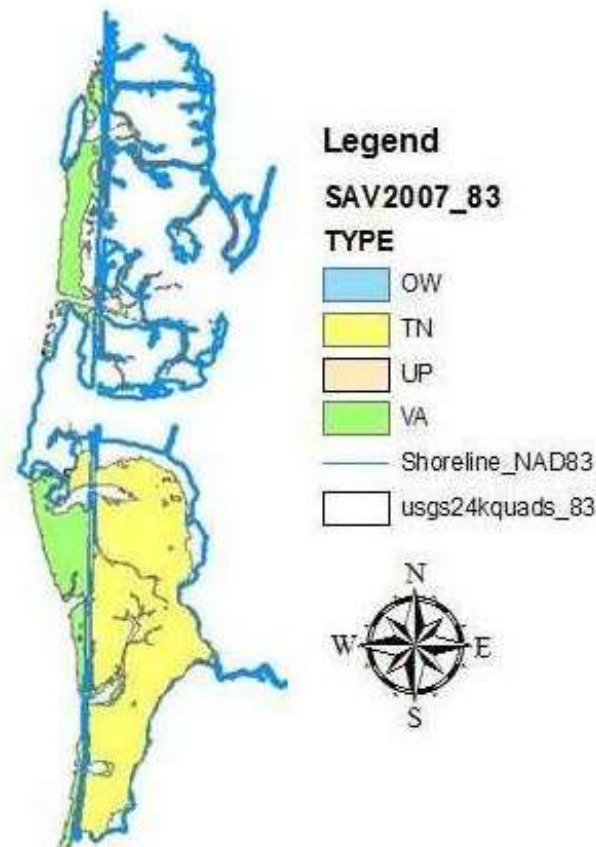 Legend
SAV2007_83
TYPE
OW
TN
UP
VA
Shoreline_NAD83
usgs24kquads_83
N
W E
S